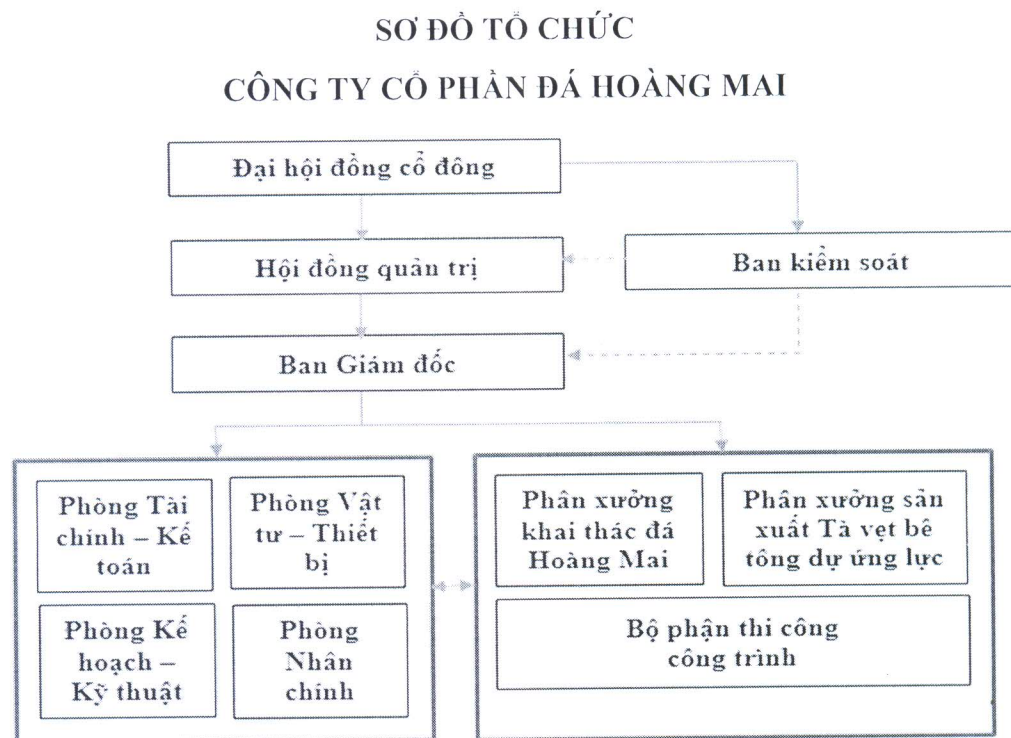 SƠ ĐỒ TỔ CHỨC
CÔNG TY CỔ PHẦN ĐÁ HOÀNG MAI
Đại hội đồng cổ đông
Hội đồng quản trị
Ban kiểm soát
Ban Giám đốc
Phòng Tài
chính – Kế
toán
Phòng Vật
tư – Thiết
bị
Phòng Kế
hoạch –
Kỹ thuật
Phòng
Nhân
chính
Phân xưởng
khai thác đá
Hoàng Mai
Phân xưởng sản
xuất Tà vẹt bê
tông dự ứng lực
Bộ phận thi công
công trình